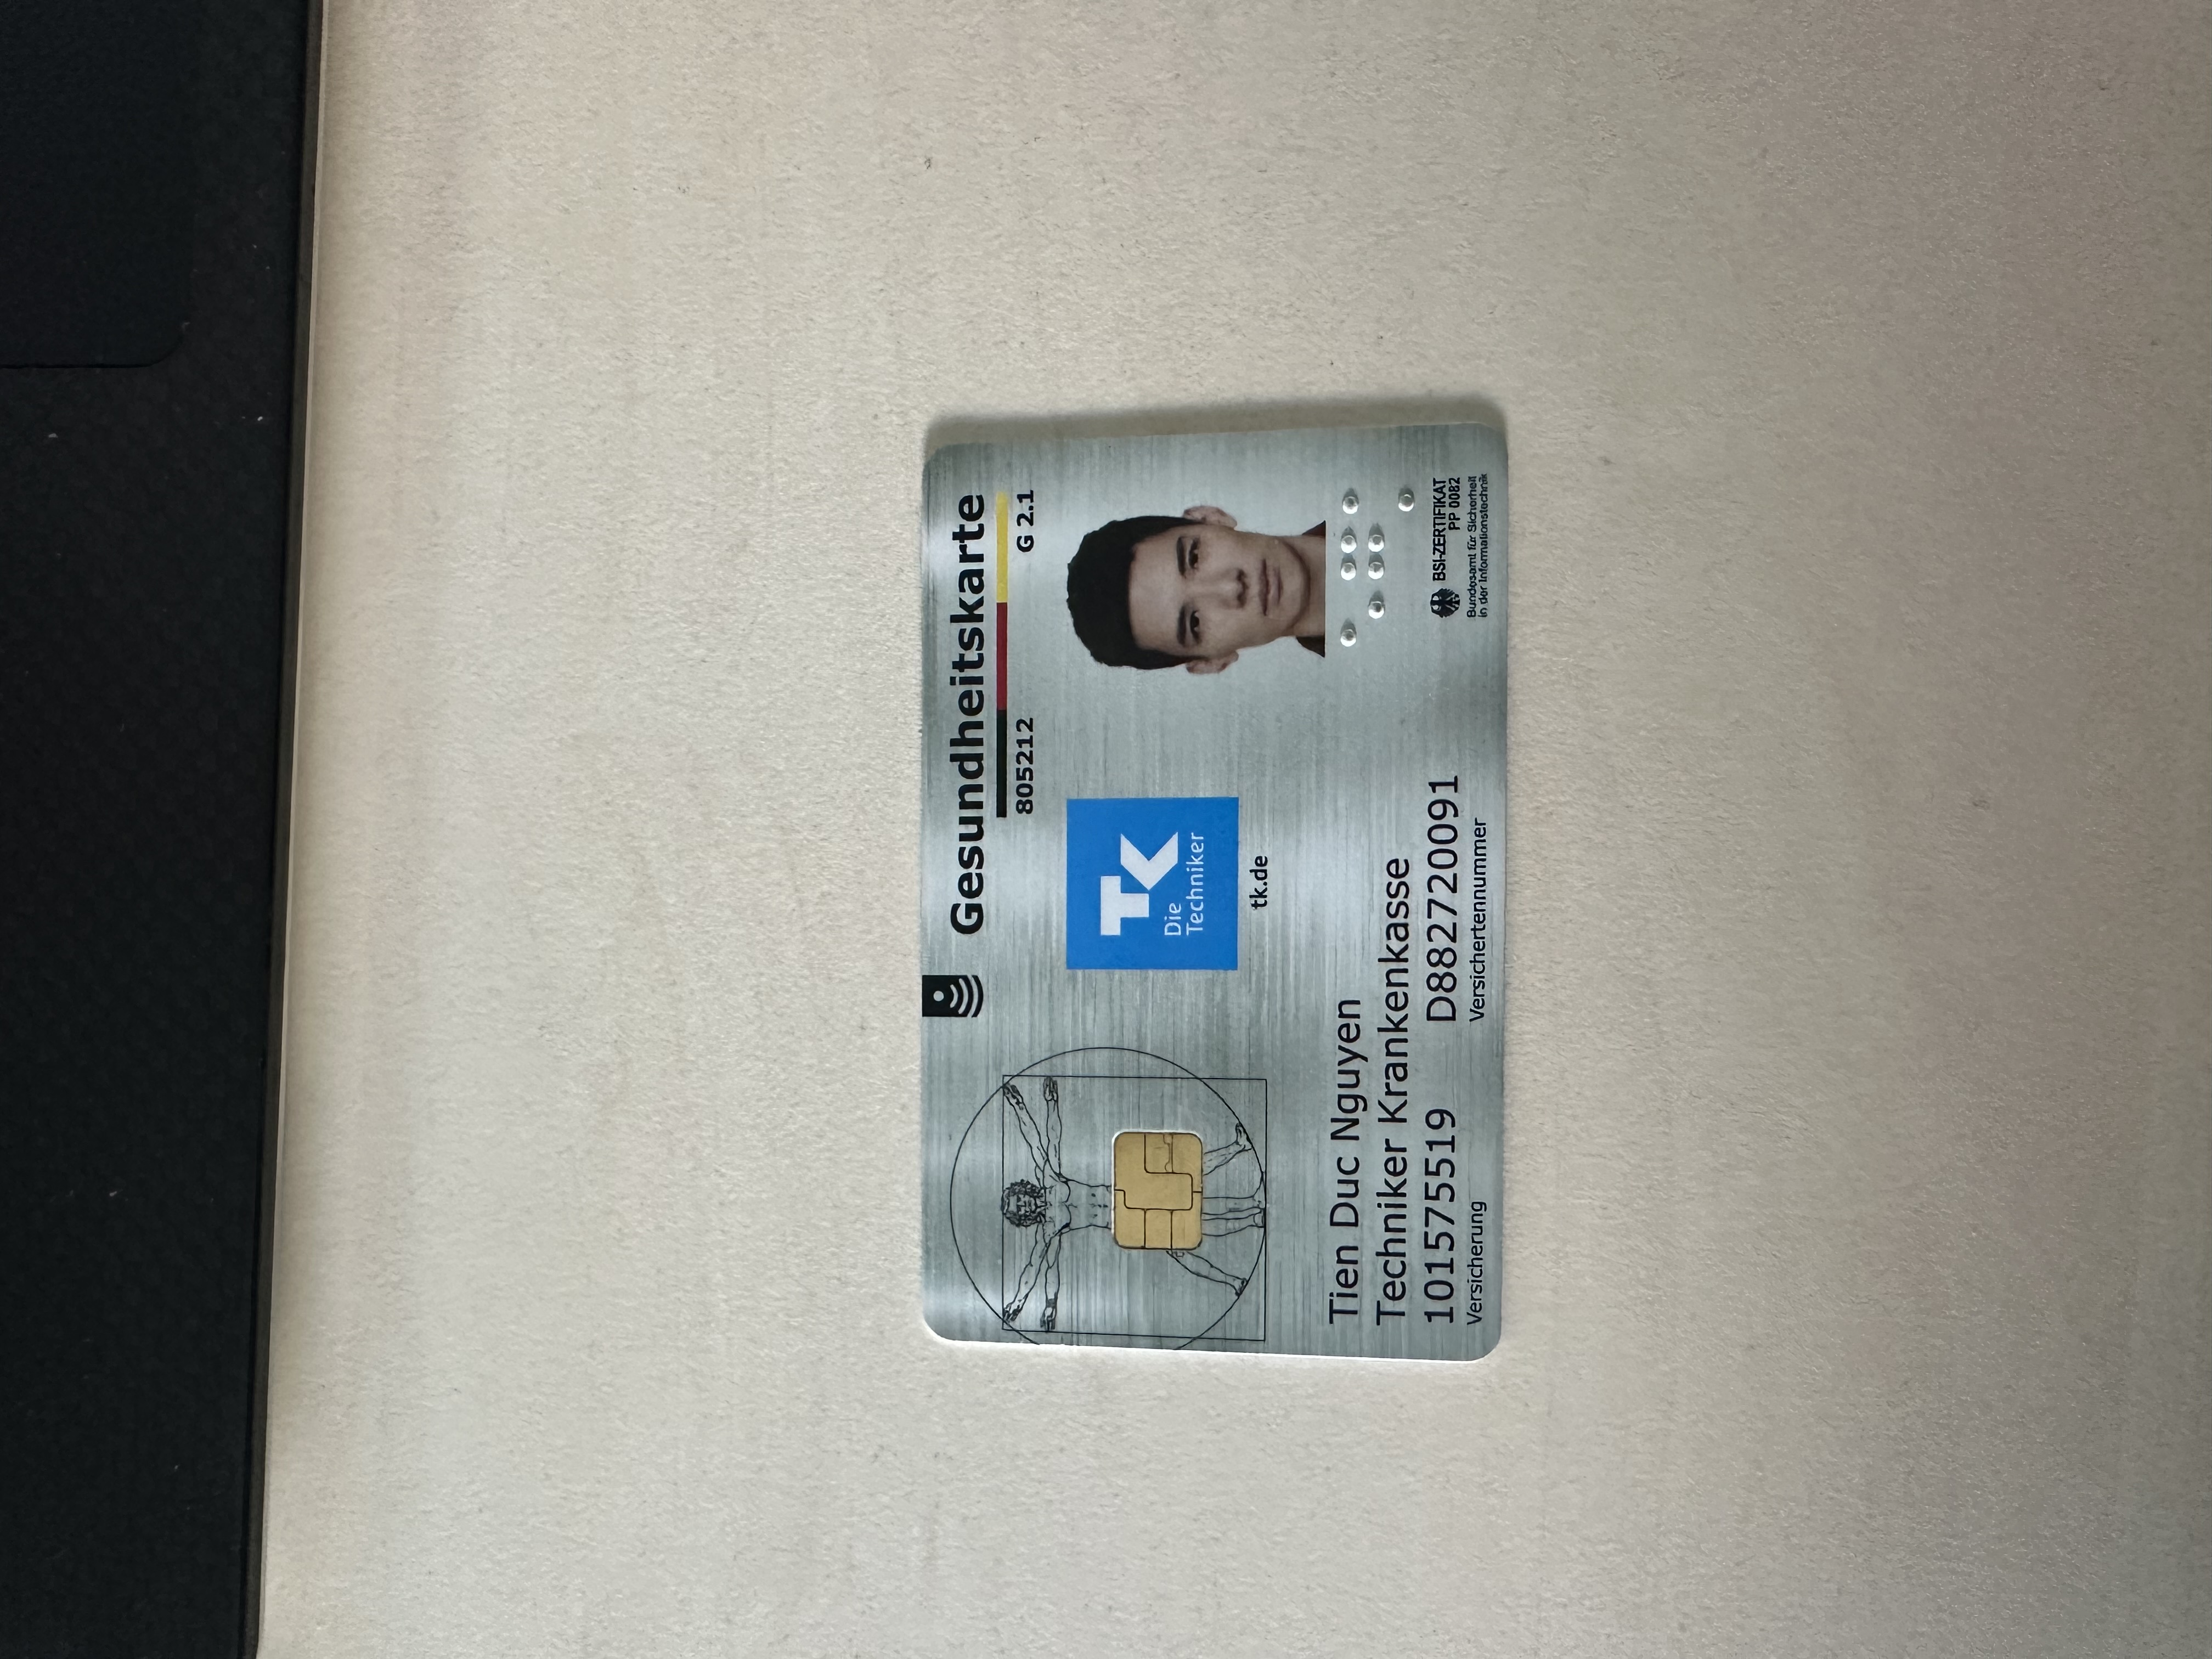 Gesundheitskarte
805212 G 2.1
TK
Die
Techniker
tk.de
Tien Duc Nguyen
Techniker Krankenkasse
101575519 D882720091
Versicherung Versichertennummer
BSI-ZERTIFIKAT
PP 0082
Bundesamt für Sicherheit
in der Informationstechnik